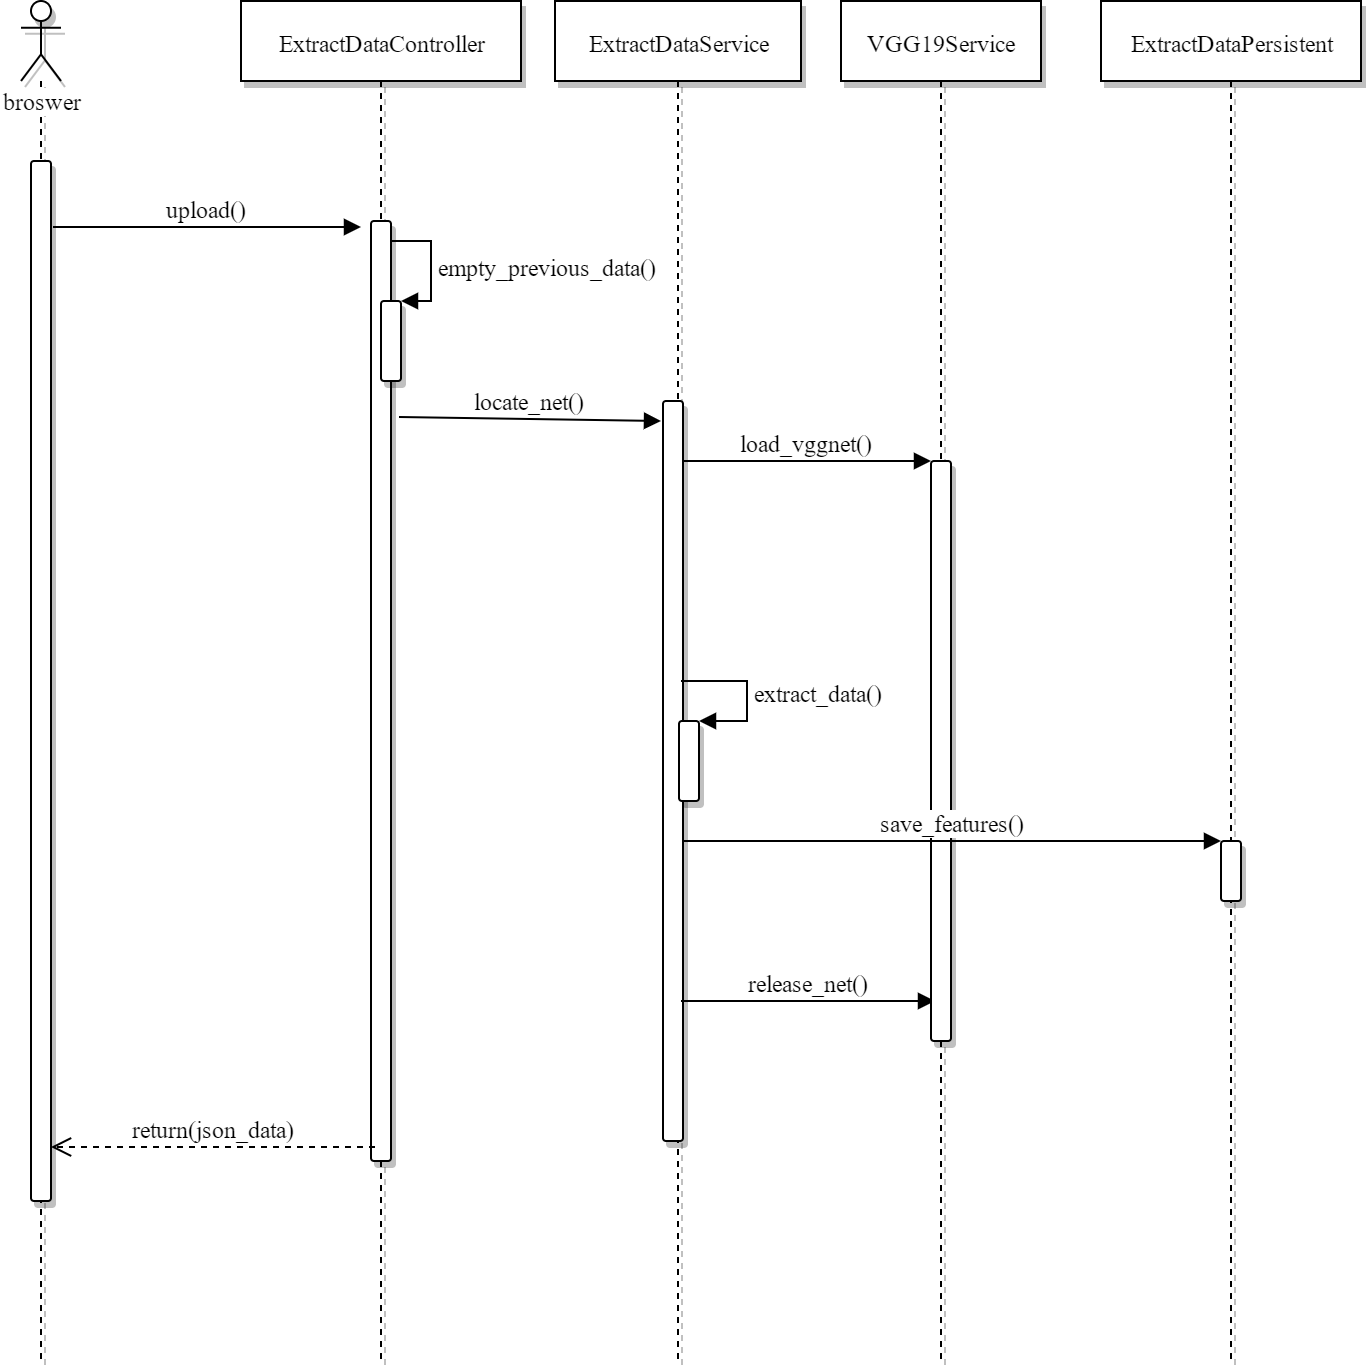 broswer
ExtractDataController
ExtractDataService
VGG19Service
ExtractDataPersistent
upload()
empty_previous_data()
locate_net()
load_vggnet()
extract_data()
save_features()
release_net()
return(json_data)